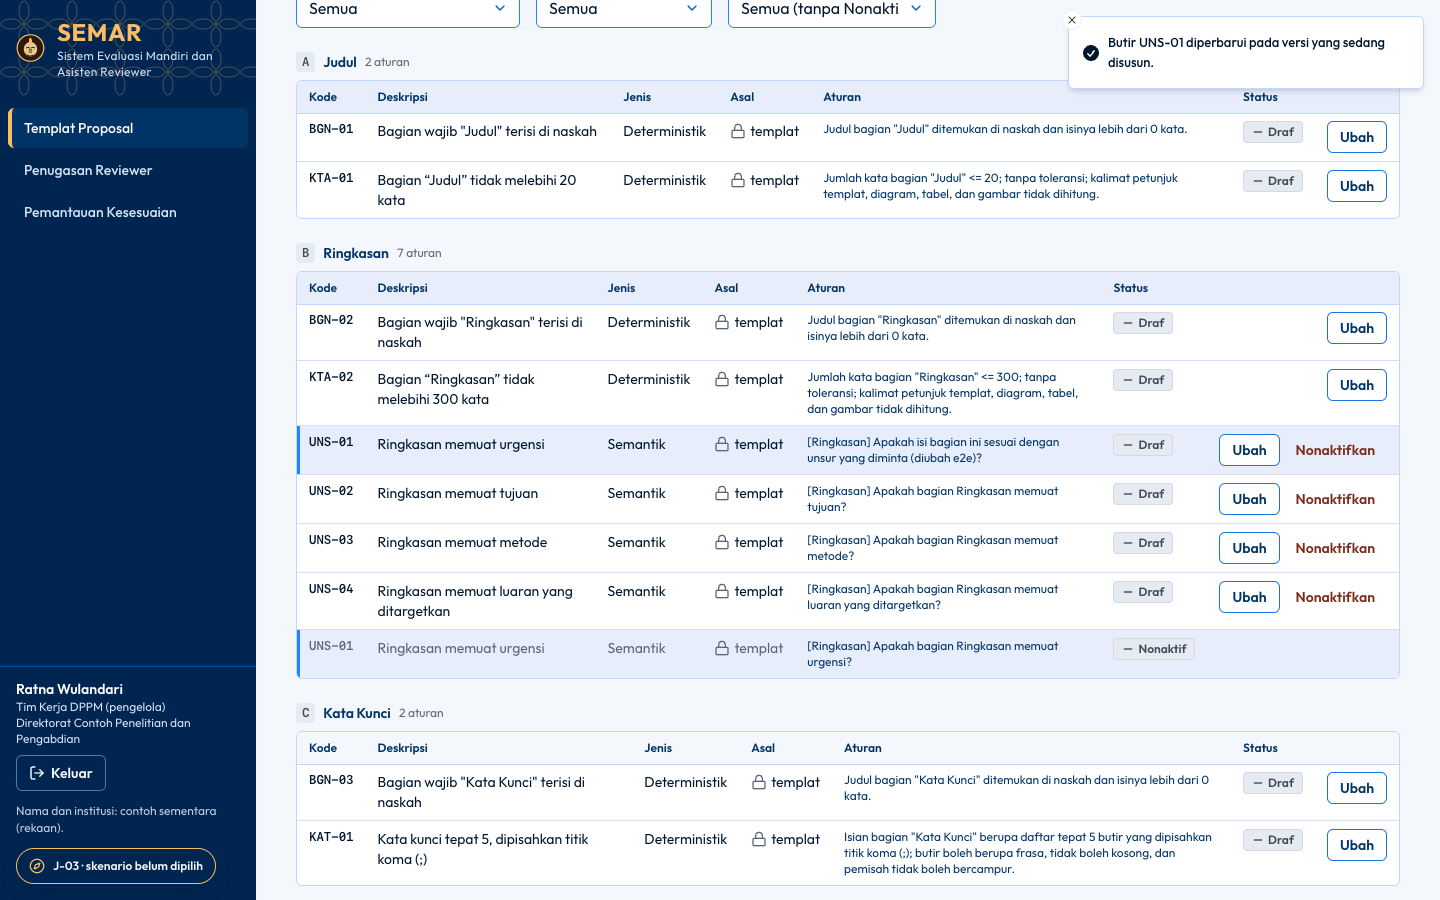 SEMAR
Sistem Evaluasi Mandiri dan
Asisten Reviewer
Templat Proposal
Penugasan Reviewer
Pemantauan Kesesuaian
Ratna Wulandari
Tim Kerja DPPM (pengelola)
Direktorat Contoh Penelitian dan
Pengabdian
Keluar
Nama dan institusi: contoh sementara
(rekaan).
J-03 · skenario belum dipilih
Semua
Semua
Semua (tanpa Nonakti
Butir UNS-01 diperbarui pada versi yang sedang
disusun.
A Judul 2 aturan
Kode Deskripsi Jenis Asal Aturan Status
BGN-01 Bagian wajib "Judul" terisi di naskah Deterministik templat Judul bagian "Judul" ditemukan di naskah dan isinya lebih dari 0 kata. — Draf Ubah
KTA-01 Bagian “Judul” tidak melebihi 20 Deterministik templat Jumlah kata bagian "Judul" <= 20; tanpa toleransi; kalimat petunjuk — Draf Ubah
kata templat, diagram, tabel, dan gambar tidak dihitung.
B Ringkasan 7 aturan
Kode Deskripsi Jenis Asal Aturan Status
BGN-02 Bagian wajib "Ringkasan" terisi di Deterministik templat Judul bagian "Ringkasan" ditemukan di naskah dan — Draf Ubah
naskah isinya lebih dari 0 kata.
KTA-02 Bagian “Ringkasan” tidak Deterministik templat Jumlah kata bagian "Ringkasan" <= 300; tanpa — Draf Ubah
melebihi 300 kata toleransi; kalimat petunjuk templat, diagram, tabel,
dan gambar tidak dihitung.
UNS-01 Ringkasan memuat urgensi Semantik templat [Ringkasan] Apakah isi bagian ini sesuai dengan — Draf Ubah Nonaktifkan
unsur yang diminta (diubah e2e)?
UNS-02 Ringkasan memuat tujuan Semantik templat [Ringkasan] Apakah bagian Ringkasan memuat — Draf Ubah Nonaktifkan
tujuan?
UNS-03 Ringkasan memuat metode Semantik templat [Ringkasan] Apakah bagian Ringkasan memuat — Draf Ubah Nonaktifkan
metode?
UNS-04 Ringkasan memuat luaran yang Semantik templat [Ringkasan] Apakah bagian Ringkasan memuat — Draf Ubah Nonaktifkan
ditargetkan luaran yang ditargetkan?
UNS-01 Ringkasan memuat urgensi Semantik templat [Ringkasan] Apakah bagian Ringkasan memuat — Nonaktif
urgensi?
C Kata Kunci 2 aturan
Kode Deskripsi Jenis Asal Aturan Status
BGN-03 Bagian wajib "Kata Kunci" terisi di Deterministik templat Judul bagian "Kata Kunci" ditemukan di naskah dan isinya lebih dari 0 — Draf Ubah
naskah kata.
KAT-01 Kata kunci tepat 5, dipisahkan titik Deterministik templat Isian bagian "Kata Kunci" berupa daftar tepat 5 butir yang dipisahkan — Draf Ubah
koma (;) titik koma (;); butir boleh berupa frasa, tidak boleh kosong, dan
pemisah tidak boleh bercampur.